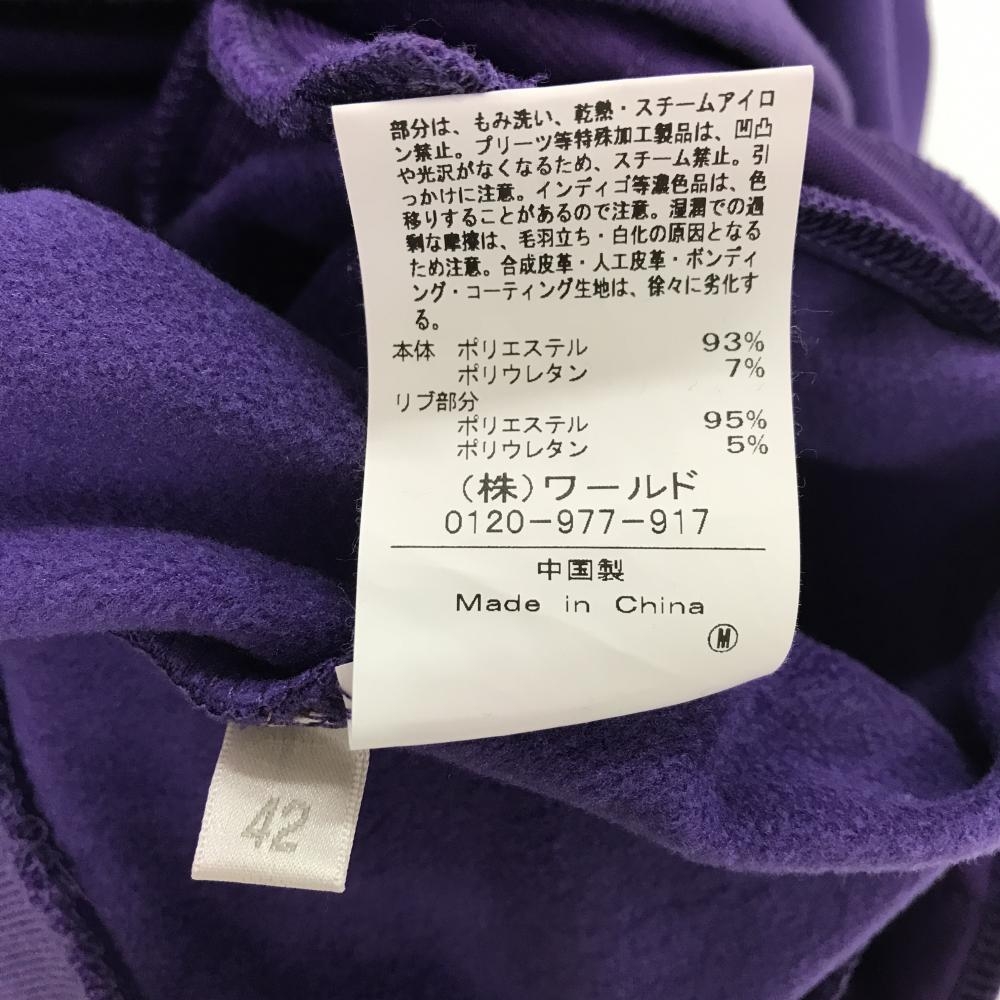 部分は、もみ洗い、乾熱・スチームアイロ
ン禁止。プリーツ等特殊加工製品は、凹凸
や光沢がなくなるため、スチーム禁止。引
っかけに注意。インディゴ等濃色品は、色
移りすることがあるので注意。湿潤での過
剰な摩擦は、毛羽立ち・白化の原因となる
ため注意。合成皮革・人工皮革・ボンディ
ング・コーティング生地は、徐々に劣化す
る。
本体 ポリエステル 93%
ポリウレタン 7%
リブ部分
ポリエステル 95%
ポリウレタン 5%
(株)ワールド
0120-977-917
中国製
Made in China
M
42